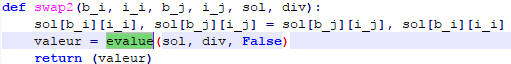 def swap2(b_i, i_i, b_j, i_j, sol, div):
    sol[b_i][i_i], sol[b_j][i_j] = sol[b_j][i_j], sol[b_i][i_i]
    valeur = evalue(sol, div, False)
    return (valeur)